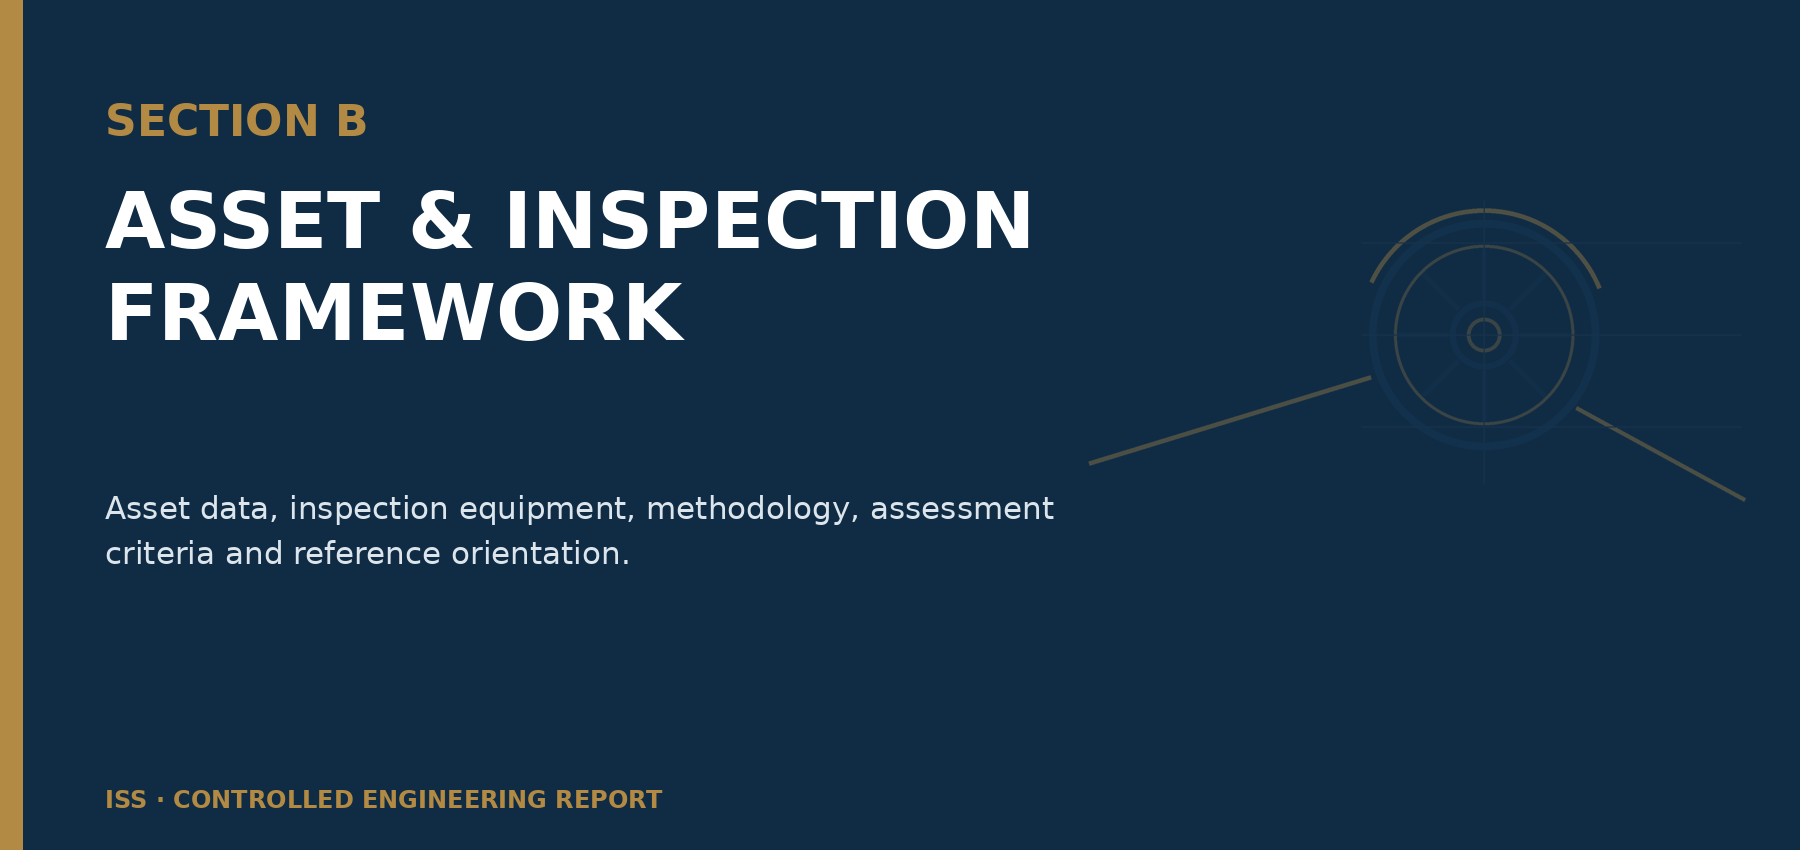 SECTION B
ASSET & INSPECTION
FRAMEWORK
Asset data, inspection equipment, methodology, assessment
criteria and reference orientation.
ISS · CONTROLLED ENGINEERING REPORT